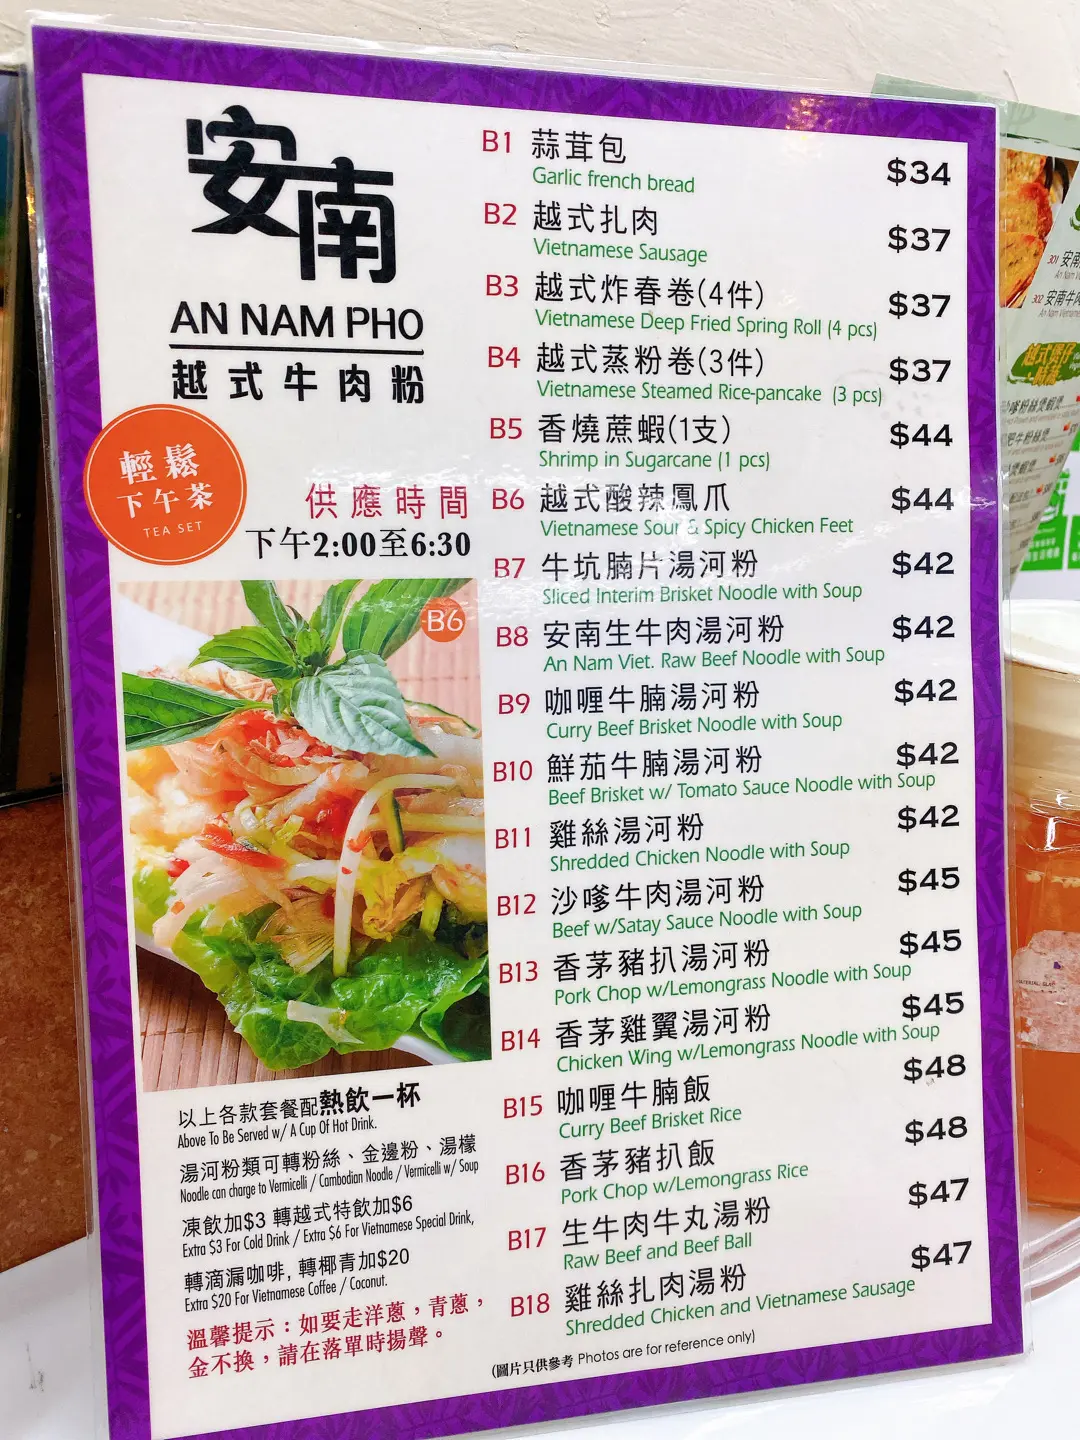 安南
AN NAM PHO
越式牛肉粉
輕鬆
下午茶
TEA SET
供應時間
下午2:00至6:30
B6
以上各款套餐配熱飲一杯
Above To Be Served w/ A Cup Of Hot Drink.
湯河粉類可轉粉絲、金邊粉、湯檬
Noodle can charge to Vermicelli / Cambodian Noodle / Vermicelli w/ Soup
凍飲加$3 轉越式特飲加$6
Extra $3 For Cold Drink / Extra $6 For Vietnamese Special Drink,
轉滴漏咖啡, 轉椰青加$20
Extra $20 For Vietnamese Coffee / Coconut.
溫馨提示：如要走洋蔥，青蔥，
金不換，請在落單時揚聲。
B1 蒜茸包 $34
Garlic french bread
B2 越式扎肉 $37
Vietnamese Sausage
B3 越式炸春卷(4件) $37
Vietnamese Deep Fried Spring Roll (4 pcs)
B4 越式蒸粉卷(3件) $37
Vietnamese Steamed Rice-pancake (3 pcs)
B5 香燒蔗蝦(1支) $44
Shrimp in Sugarcane (1 pcs)
B6 越式酸辣鳳爪 $44
Vietnamese Sour & Spicy Chicken Feet
B7 牛坑腩片湯河粉 $42
Sliced Interim Brisket Noodle with Soup
B8 安南生牛肉湯河粉 $42
An Nam Viet. Raw Beef Noodle with Soup
B9 咖喱牛腩湯河粉 $42
Curry Beef Brisket Noodle with Soup
B10 鮮茄牛腩湯河粉 $42
Beef Brisket w/ Tomato Sauce Noodle with Soup
B11 雞絲湯河粉 $42
Shredded Chicken Noodle with Soup
B12 沙嗲牛肉湯河粉 $45
Beef w/Satay Sauce Noodle with Soup
B13 香茅豬扒湯河粉 $45
Pork Chop w/Lemongrass Noodle with Soup
B14 香茅雞翼湯河粉 $45
Chicken Wing w/Lemongrass Noodle with Soup
B15 咖喱牛腩飯 $48
Curry Beef Brisket Rice
B16 香茅豬扒飯 $48
Pork Chop w/Lemongrass Rice
B17 生牛肉牛丸湯粉 $47
Raw Beef and Beef Ball
B18 雞絲扎肉湯粉 $47
Shredded Chicken and Vietnamese Sausage
(圖片只供參考 Photos are for reference only)
301 安南
302 安南牛
越式煲仔